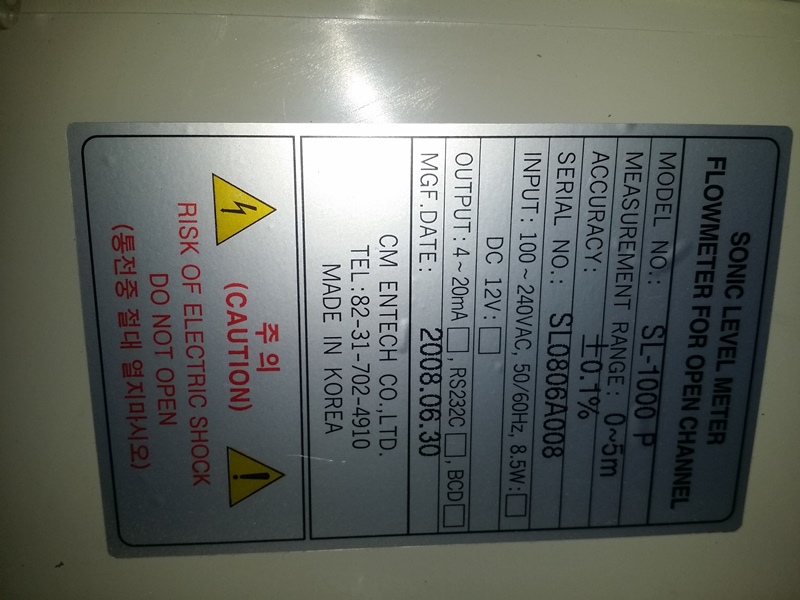 SONIC LEVEL METER
FLOWMETER FOR OPEN CHANNEL
MODEL NO.: SL-1000 P
MEASUREMENT RANGE: 0~5m
ACCURACY: ±0.1%
SERIAL NO.: SL0806A008
INPUT: 100~240VAC, 50/60Hz, 8.5W: □
DC 12V: □
OUTPUT: 4~20mA □, RS232C □, BCD □
MGF.DATE: 2008.06.30
CM ENTECH CO.,LTD.
TEL:82-31-702-4910
MADE IN KOREA
주의
(CAUTION)
RISK OF ELECTRIC SHOCK
DO NOT OPEN
(통전중 절대 열지마시오)